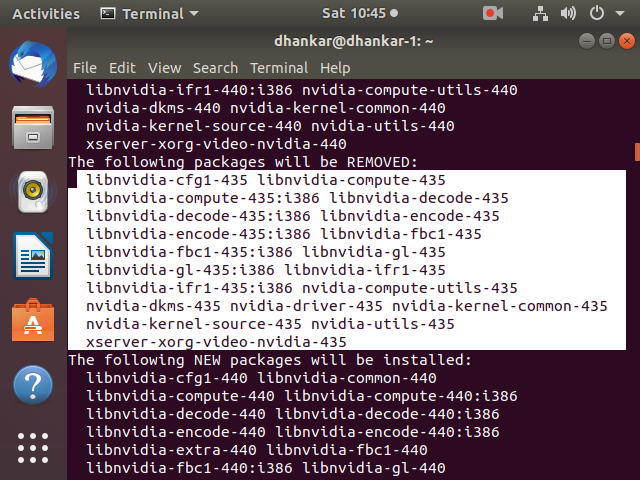 Activities Terminal Sat 10:45
dhankar@dhankar-1: ~
File Edit View Search Terminal Help
libnvidia-ifr1-440:i386 nvidia-compute-utils-440
nvidia-dkms-440 nvidia-kernel-common-440
nvidia-kernel-source-440 nvidia-utils-440
xserver-xorg-video-nvidia-440
The following packages will be REMOVED:
libnvidia-cfg1-435 libnvidia-compute-435
libnvidia-compute-435:i386 libnvidia-decode-435
libnvidia-decode-435:i386 libnvidia-encode-435
libnvidia-encode-435:i386 libnvidia-fbc1-435
libnvidia-fbc1-435:i386 libnvidia-gl-435
libnvidia-gl-435:i386 libnvidia-ifr1-435
libnvidia-ifr1-435:i386 nvidia-compute-utils-435
nvidia-dkms-435 nvidia-driver-435 nvidia-kernel-common-435
nvidia-kernel-source-435 nvidia-utils-435
xserver-xorg-video-nvidia-435
The following NEW packages will be installed:
libnvidia-cfg1-440 libnvidia-common-440
libnvidia-compute-440 libnvidia-compute-440:i386
libnvidia-decode-440 libnvidia-decode-440:i386
libnvidia-encode-440 libnvidia-encode-440:i386
libnvidia-extra-440 libnvidia-fbc1-440
libnvidia-fbc1-440:i386 libnvidia-gl-440